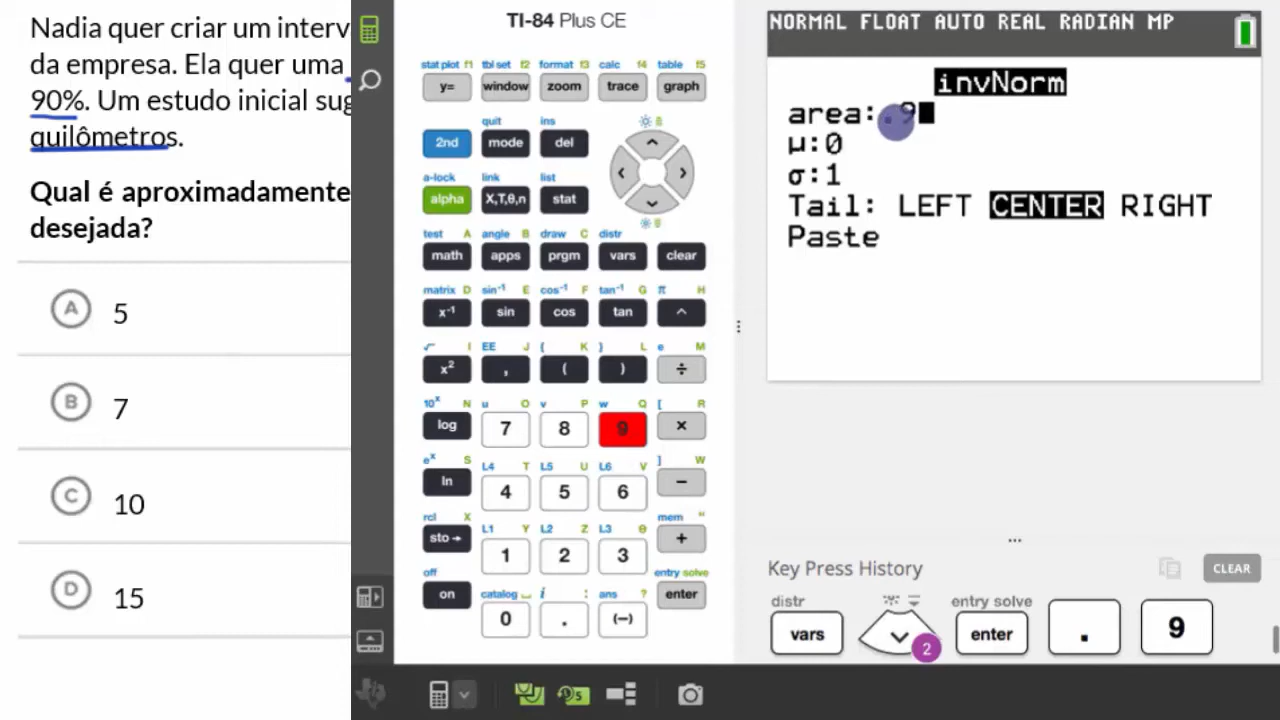 Nadia quer criar um interv
da empresa. Ela quer uma
90%. Um estudo inicial sug
quilômetros.
Qual é aproximadamente
desejada?
A 5
B 7
C 10
D 15
TI-84 Plus CE
stat plot f1 tbl set f2 format f3 calc f4 table f5
y= window zoom trace graph
quit ins
2nd mode del
a-lock link list
alpha X,T,θ,n stat
test A angle B draw C distr
math apps prgm vars clear
matrix D sin⁻¹ E cos⁻¹ F tan⁻¹ G π H
x⁻¹ sin cos tan ^
√ I EE J { K } L e M
x² , ( ) ÷
10ˣ N u O v P w Q [ R
log 7 8 9 ×
eˣ S L4 T L5 U L6 V ] W
ln 4 5 6 −
rcl X L1 Y L2 Z L3 θ mem "
sto→ 1 2 3 +
off catalog i : ans ? entry solve
on 0 . (−) enter
NORMAL FLOAT AUTO REAL RADIAN MP
invNorm
area:.9
μ:0
σ:1
Tail: LEFT CENTER RIGHT
Paste
Key Press History CLEAR
distr entry solve
vars 2 enter . 9
5